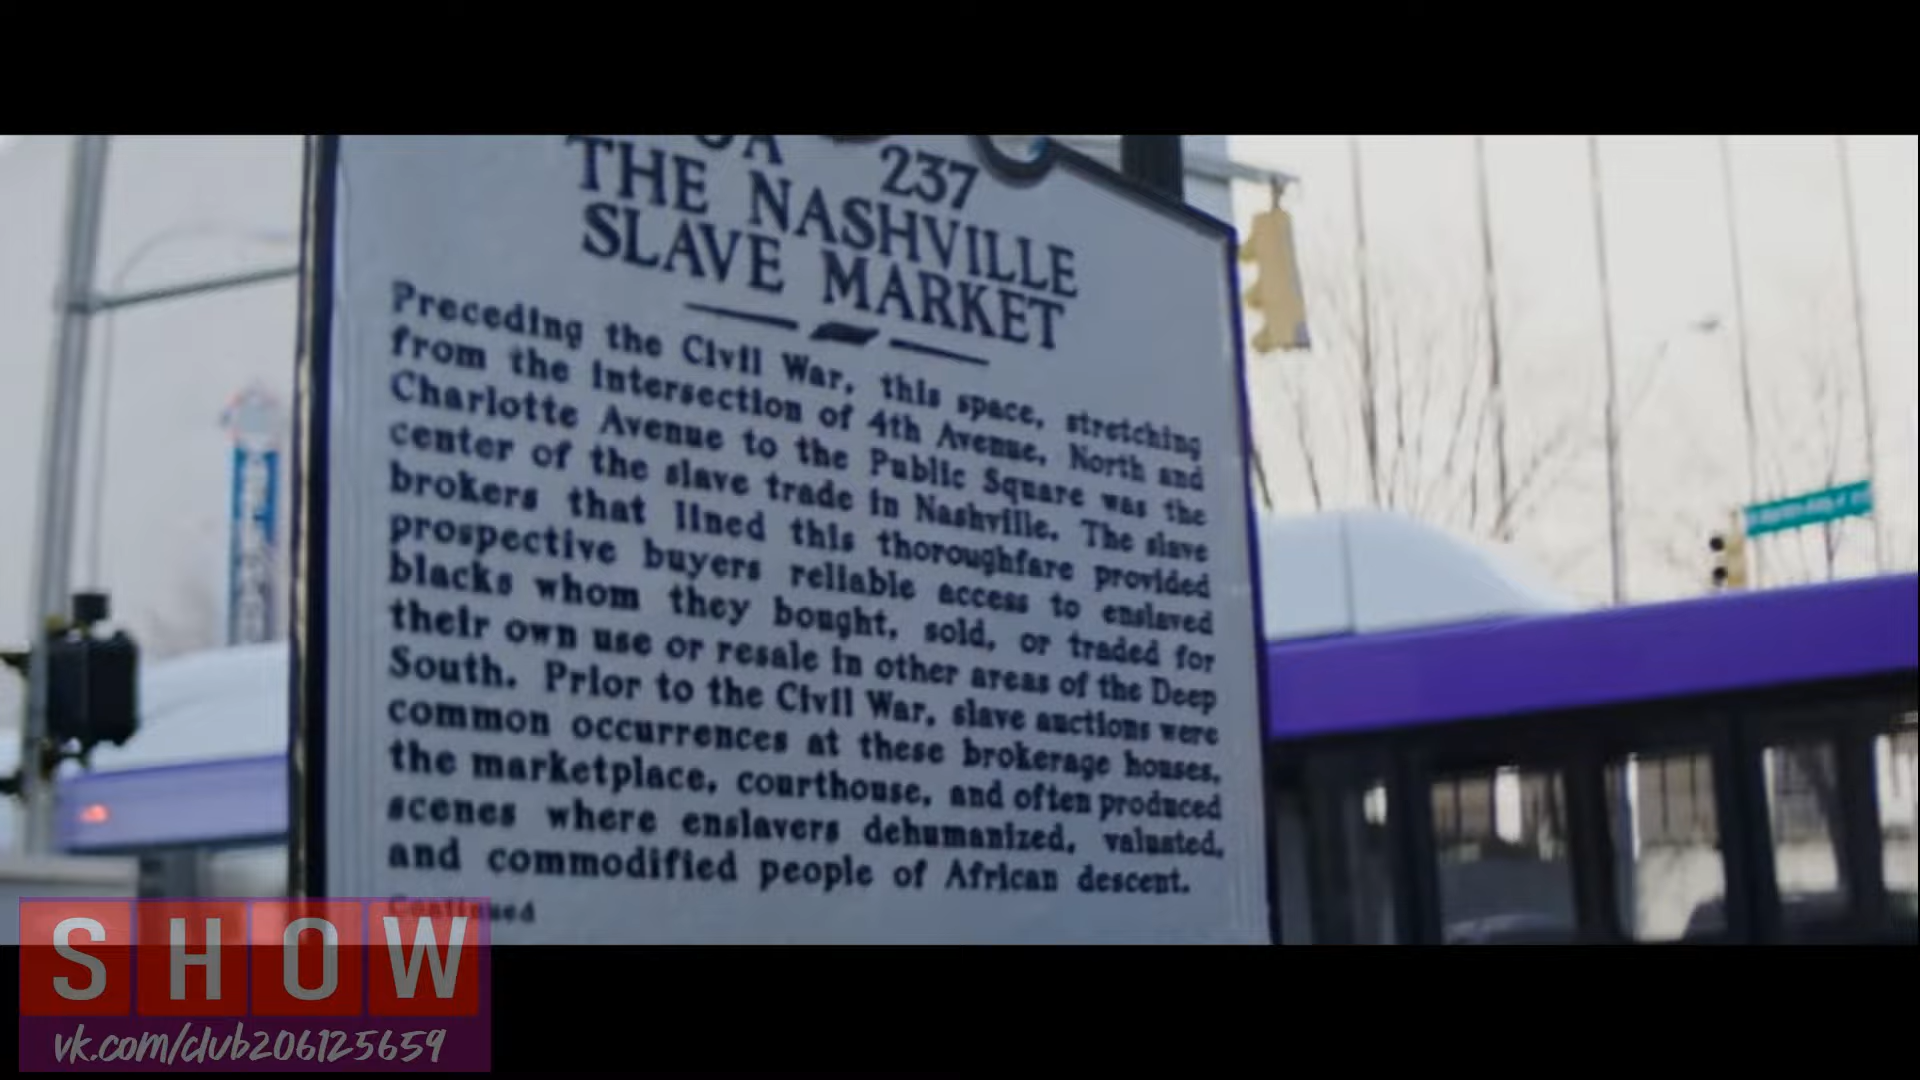 237
THE NASHVILLE
SLAVE MARKET
Preceding the Civil War, this space, stretching
from the intersection of 4th Avenue, North and
Charlotte Avenue to the Public Square was the
center of the slave trade in Nashville. The slave
brokers that lined this thoroughfare provided
prospective buyers reliable access to enslaved
blacks whom they bought, sold, or traded for
their own use or resale in other areas of the Deep
South. Prior to the Civil War, slave auctions were
common occurrences at these brokerage houses,
the marketplace, courthouse, and often produced
scenes where enslavers dehumanized, valuated,
and commodified people of African descent.
Continued
SHOW
vk.com/club206125659